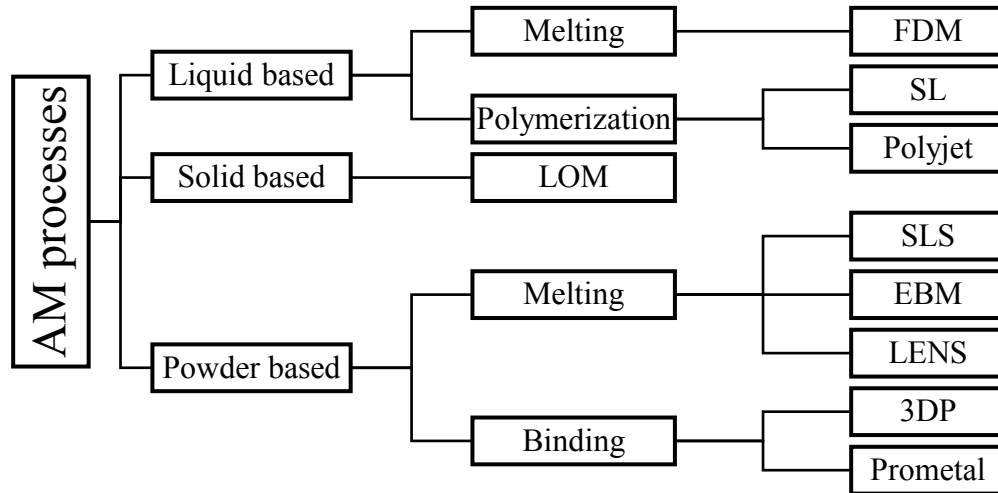 AM processes
Liquid based
Melting
FDM
Polymerization
SL
Polyjet
Solid based
LOM
Powder based
Melting
SLS
EBM
LENS
Binding
3DP
Prometal